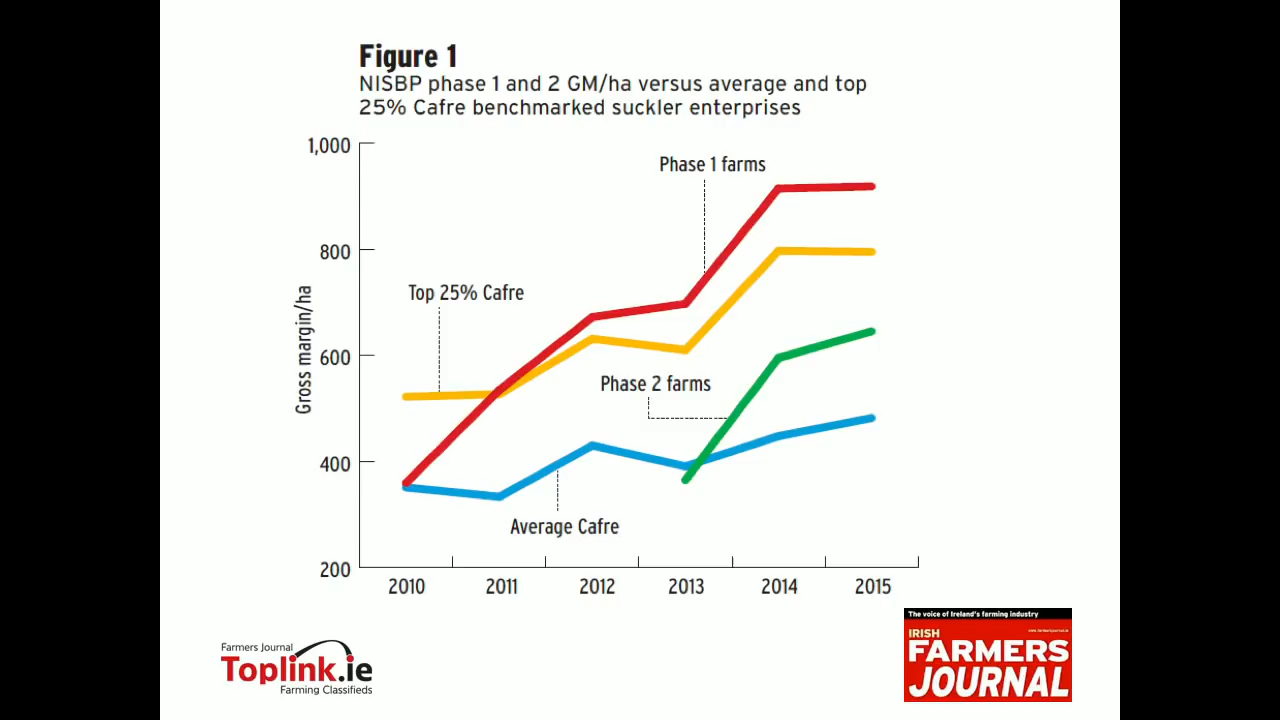 Figure 1
NISBP phase 1 and 2 GM/ha versus average and top
25% Cafre benchmarked suckler enterprises
1,000
800
600
400
200
Gross margin/ha
Phase 1 farms
Top 25% Cafre
Phase 2 farms
Average Cafre
2010 2011 2012 2013 2014 2015
Farmers Journal
Toplink.ie
Farming Classifieds
The voice of Ireland's farming industry
www.farmersjournal.ie
IRISH
FARMERS
JOURNAL